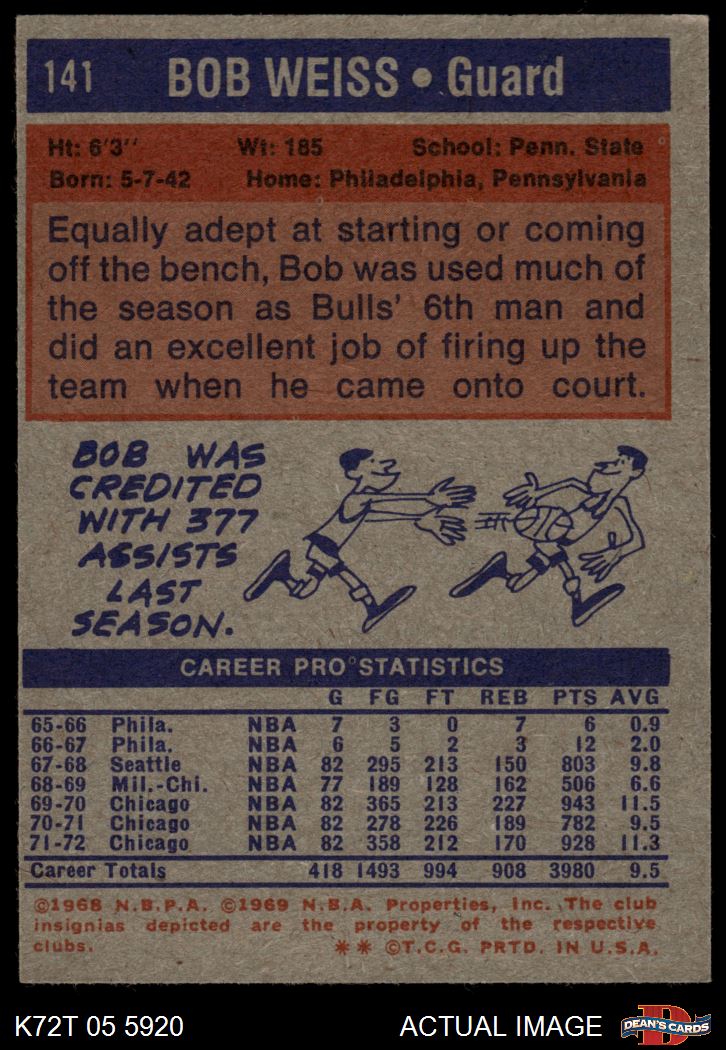 141 BOB WEISS • Guard
Ht: 6'3" Wt: 185 School: Penn. State
Born: 5-7-42 Home: Philadelphia, Pennsylvania
Equally adept at starting or coming
off the bench, Bob was used much of
the season as Bulls' 6th man and
did an excellent job of firing up the
team when he came onto court.
BOB WAS
CREDITED
WITH 377
ASSISTS
LAST
SEASON.
CAREER PRO STATISTICS
G FG FT REB PTS AVG
65-66 Phila. NBA 7 3 0 7 6 0.9
66-67 Phila. NBA 6 5 2 3 12 2.0
67-68 Seattle NBA 82 295 213 150 803 9.8
68-69 Mil.-Chi. NBA 77 189 128 162 506 6.6
69-70 Chicago NBA 82 365 213 227 943 11.5
70-71 Chicago NBA 82 278 226 189 782 9.5
71-72 Chicago NBA 82 358 212 170 928 11.3
Career Totals 418 1493 994 908 3980 9.5
©1968 N.B.P.A. ©1969 N.B.A. Properties, Inc. The club
insignias depicted are the property of the respective
clubs. ** ©T.C.G. PRTD. IN U.S.A.
K72T 05 5920 ACTUAL IMAGE D DEAN'S CARDS